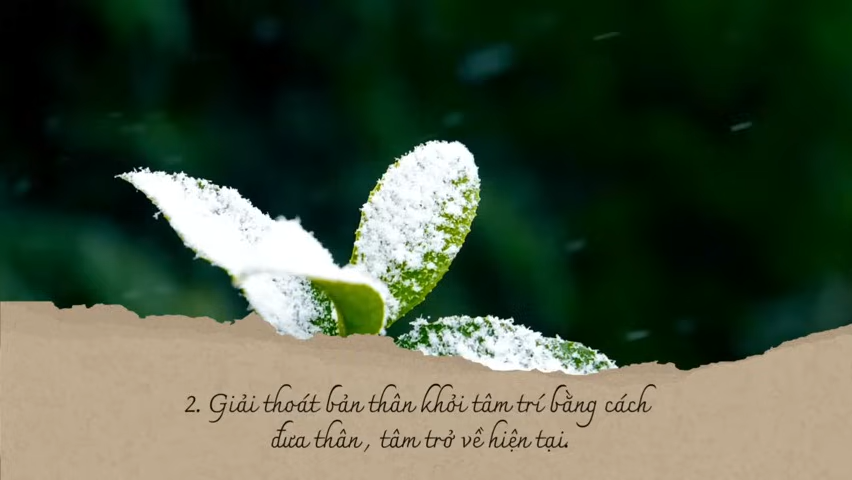 2. Giải thoát bản thân khỏi tâm trí bằng cách
đưa thân, tâm trở về hiện tại.